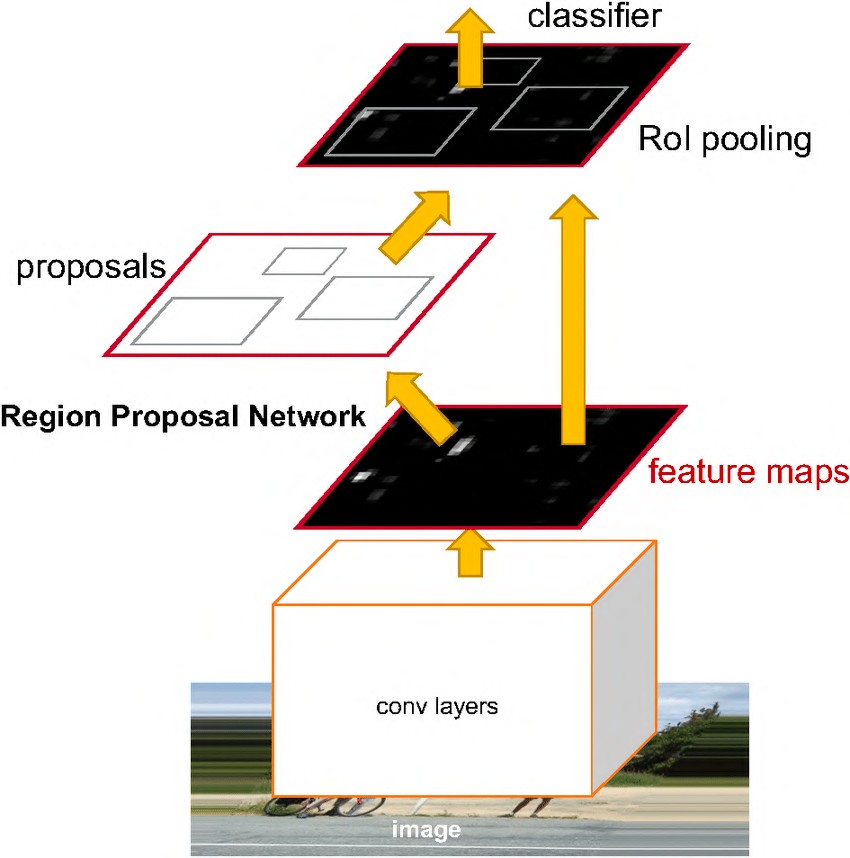 classifier
RoI pooling
proposals
Region Proposal Network
feature maps
conv layers
image